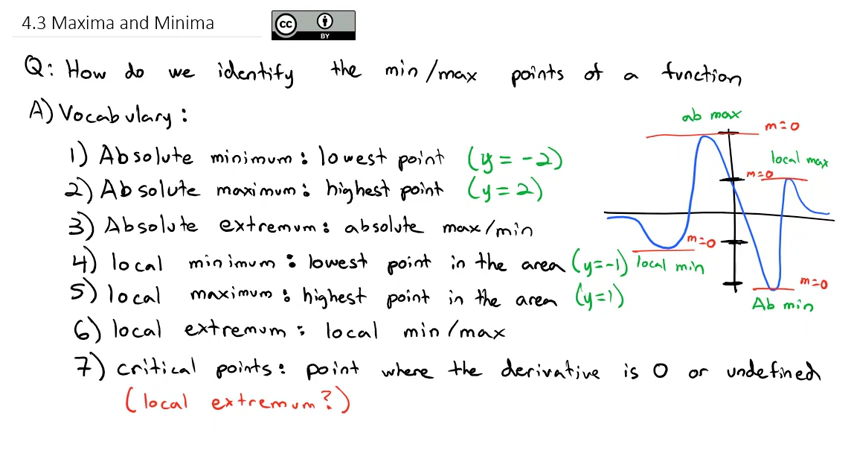 4.3 Maxima and Minima
cc
BY
Q: How do we identify the min/max points of a function
A) Vocabulary:
1) Absolute minimum: lowest point (y = -2)
2) Absolute maximum: highest point (y = 2)
3) Absolute extremum: absolute max/min
4) local minimum: lowest point in the area (y=-1)
5) local maximum: highest point in the area (y=1)
6) local extremum: local min/max
7) critical points: point where the derivative is 0 or undefined
(local extremum?)
ab max
m=0
local max
m=0
m=0
local min
m=0
Ab min